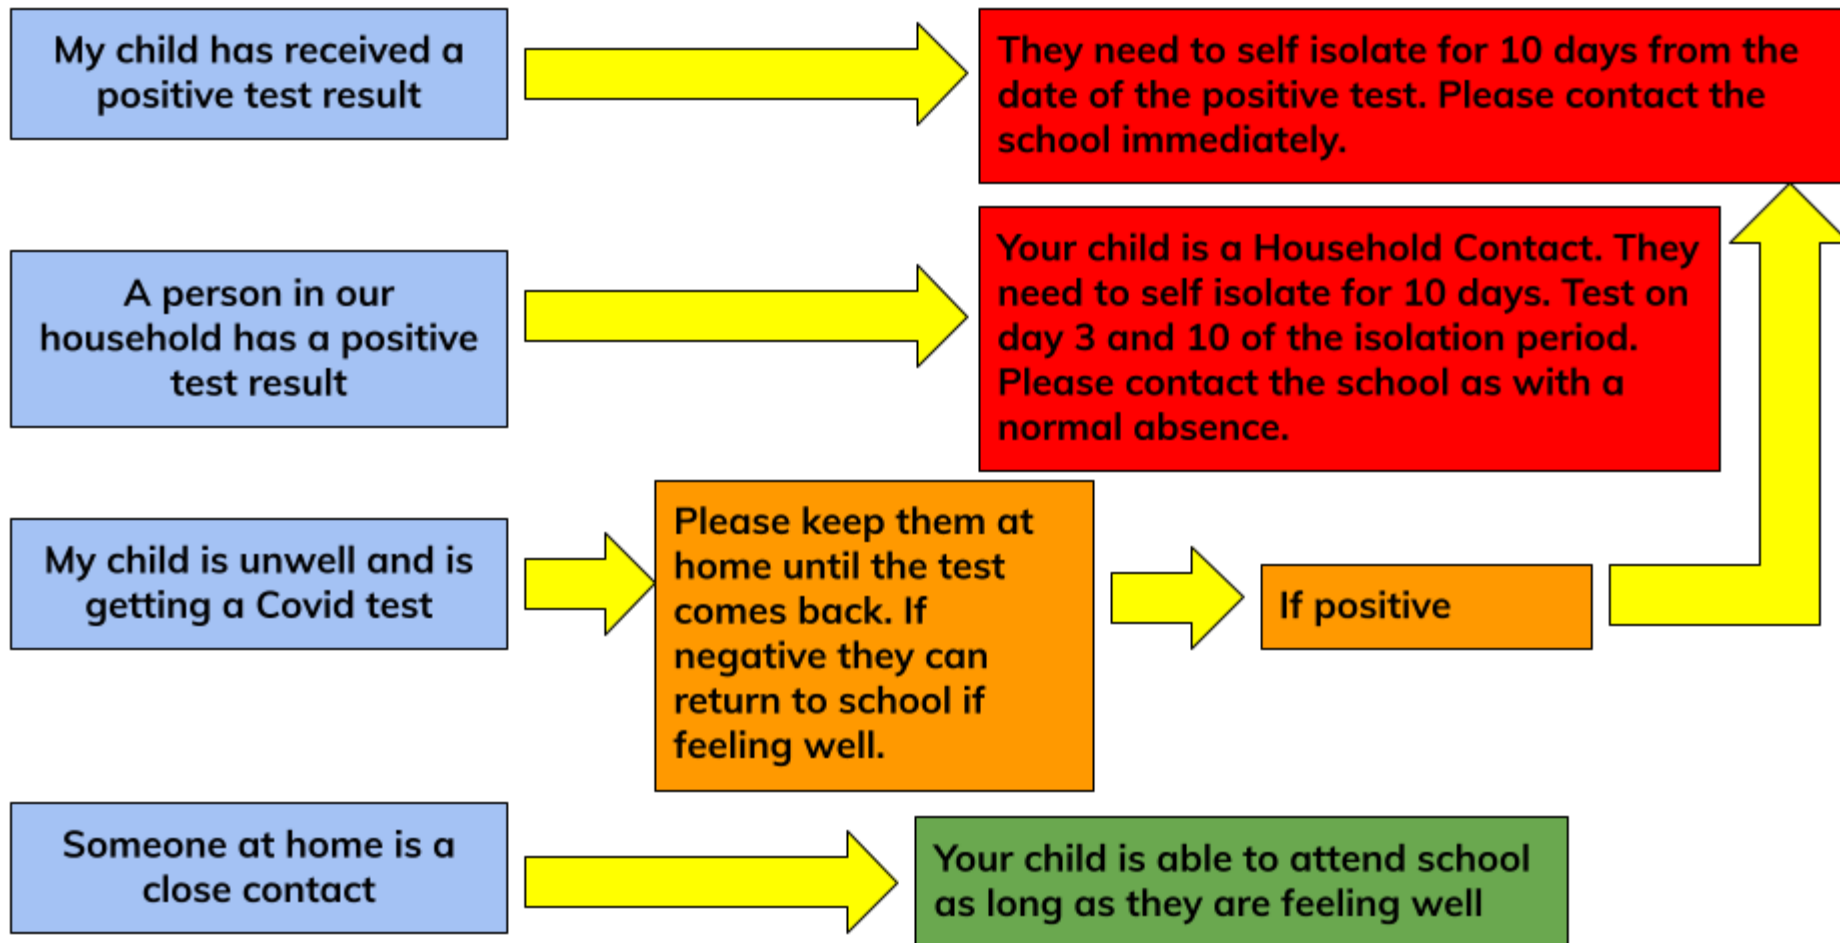 My child has received a
positive test result
They need to self isolate for 10 days from the
date of the positive test. Please contact the
school immediately.
A person in our
household has a positive
test result
Your child is a Household Contact. They
need to self isolate for 10 days. Test on
day 3 and 10 of the isolation period.
Please contact the school as with a
normal absence.
My child is unwell and is
getting a Covid test
Please keep them at
home until the test
comes back. If
negative they can
return to school if
feeling well.
If positive
Someone at home is a
close contact
Your child is able to attend school
as long as they are feeling well